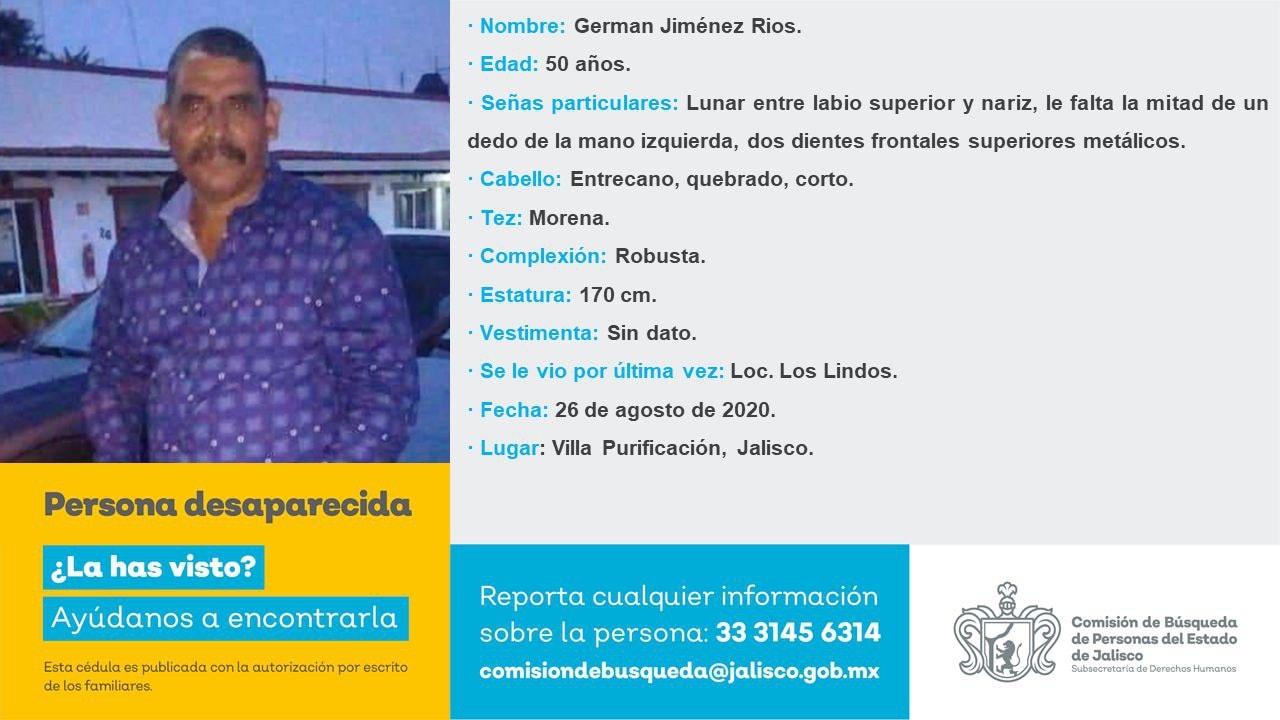 · Nombre: German Jiménez Rios.
· Edad: 50 años.
· Señas particulares: Lunar entre labio superior y nariz, le falta la mitad de un
dedo de la mano izquierda, dos dientes frontales superiores metálicos.
· Cabello: Entrecano, quebrado, corto.
· Tez: Morena.
· Complexión: Robusta.
· Estatura: 170 cm.
· Vestimenta: Sin dato.
· Se le vio por última vez: Loc. Los Lindos.
· Fecha: 26 de agosto de 2020.
· Lugar: Villa Purificación, Jalisco.
Persona desaparecida
¿La has visto?
Ayúdanos a encontrarla
Esta cédula es publicada con la autorización por escrito
de los familiares.
Reporta cualquier información
sobre la persona: 33 3145 6314
comisiondebusqueda@jalisco.gob.mx
Comisión de Búsqueda
de Personas del Estado
de Jalisco
Subsecretaría de Derechos Humanos